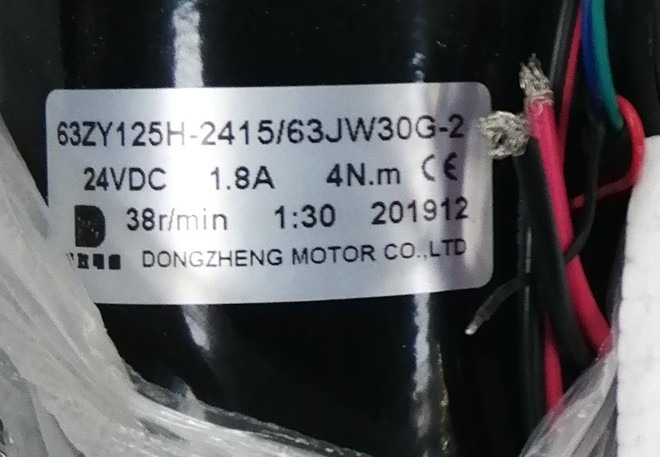 63ZY125H-2415/63JW30G-2
24VDC 1.8A 4N.m CE
38r/min 1:30 201912
DONGZHENG MOTOR CO.,LTD